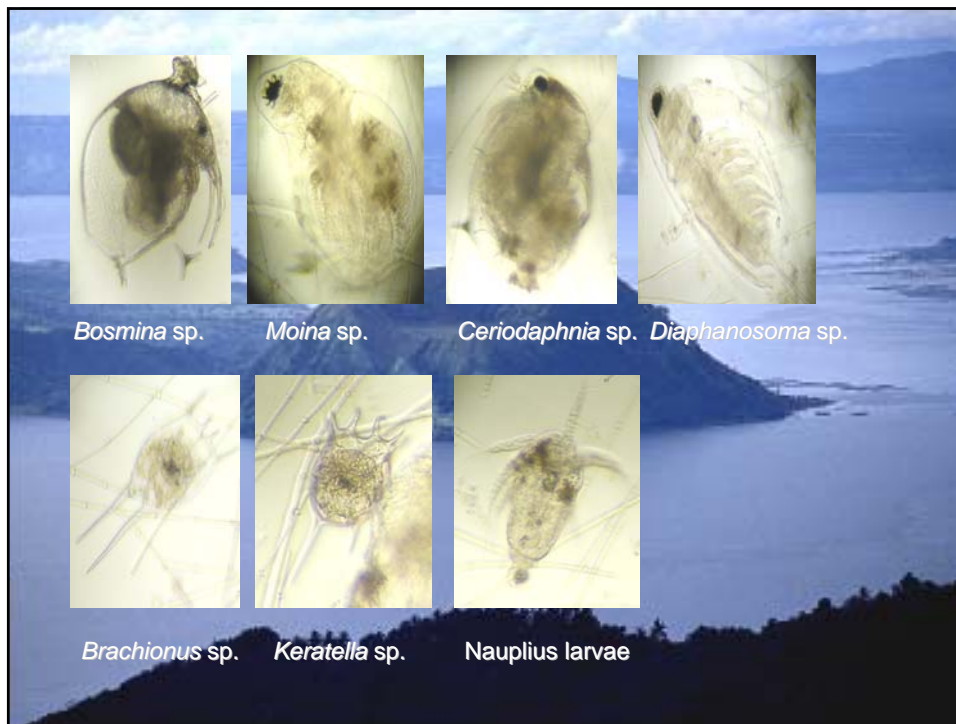 Bosmina sp. Moina sp. Ceriodaphnia sp. Diaphanosoma sp.
Brachionus sp. Keratella sp. Nauplius larvae